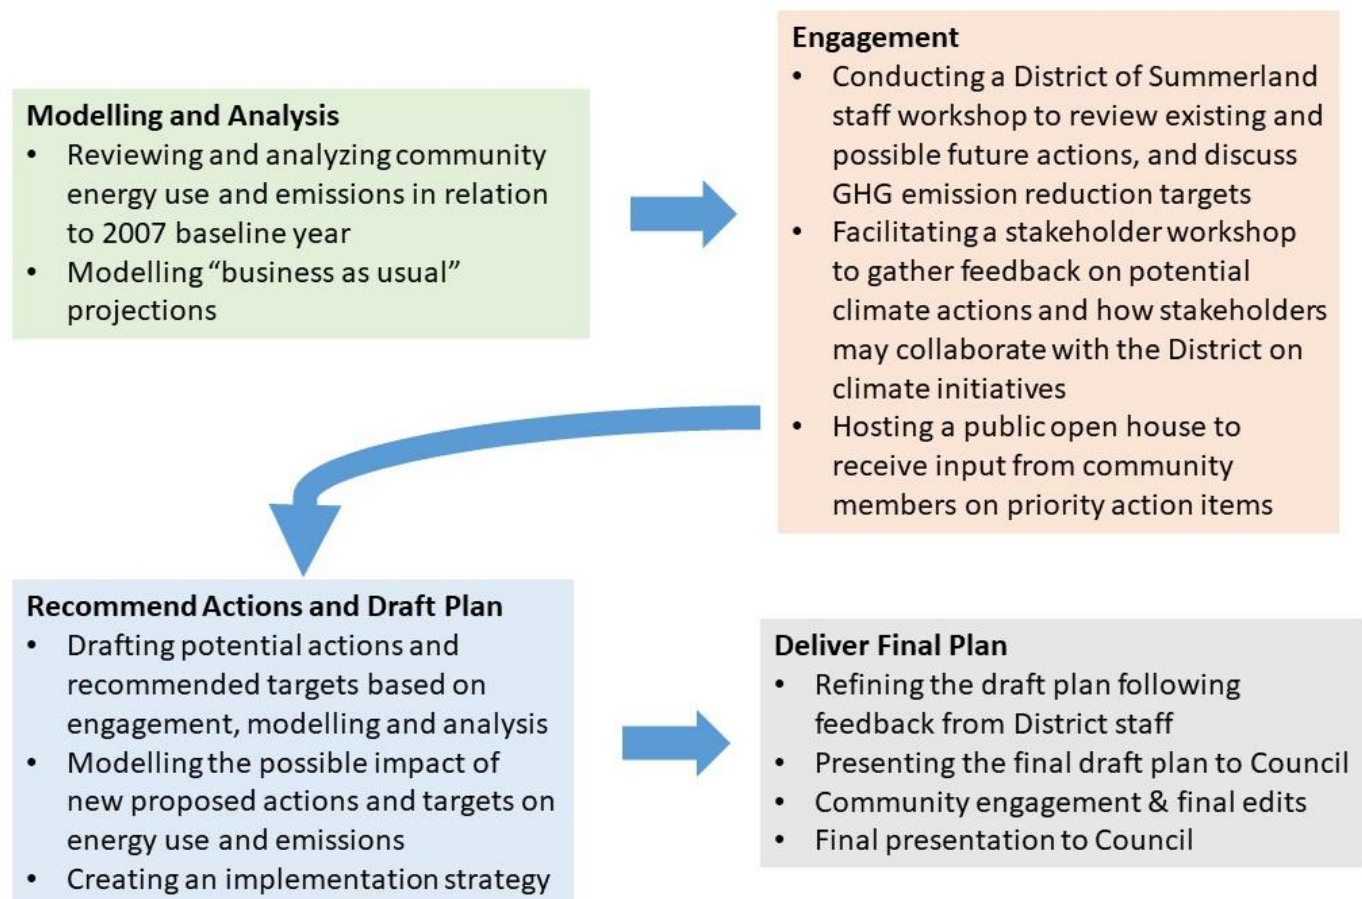 Modelling and Analysis
• Reviewing and analyzing community
energy use and emissions in relation
to 2007 baseline year
• Modelling “business as usual”
projections
Engagement
• Conducting a District of Summerland
staff workshop to review existing and
possible future actions, and discuss
GHG emission reduction targets
• Facilitating a stakeholder workshop
to gather feedback on potential
climate actions and how stakeholders
may collaborate with the District on
climate initiatives
• Hosting a public open house to
receive input from community
members on priority action items
Recommend Actions and Draft Plan
• Drafting potential actions and
recommended targets based on
engagement, modelling and analysis
• Modelling the possible impact of
new proposed actions and targets on
energy use and emissions
• Creating an implementation strategy
Deliver Final Plan
• Refining the draft plan following
feedback from District staff
• Presenting the final draft plan to Council
• Community engagement & final edits
• Final presentation to Council